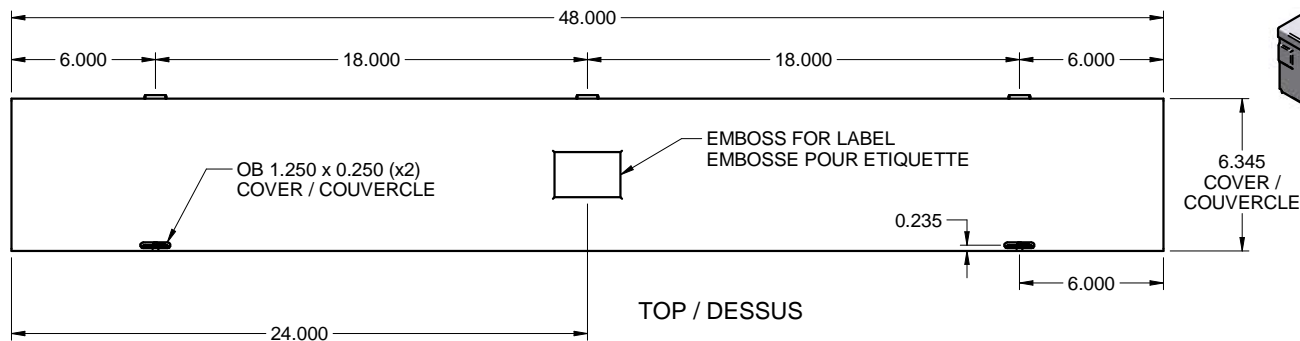 48.000
6.000
18.000
18.000
6.000
EMBOSS FOR LABEL
EMBOSSE POUR ETIQUETTE
OB 1.250 x 0.250 (x2)
COVER / COUVERCLE
6.345
COVER /
COUVERCLE
0.235
6.000
TOP / DESSUS
24.000